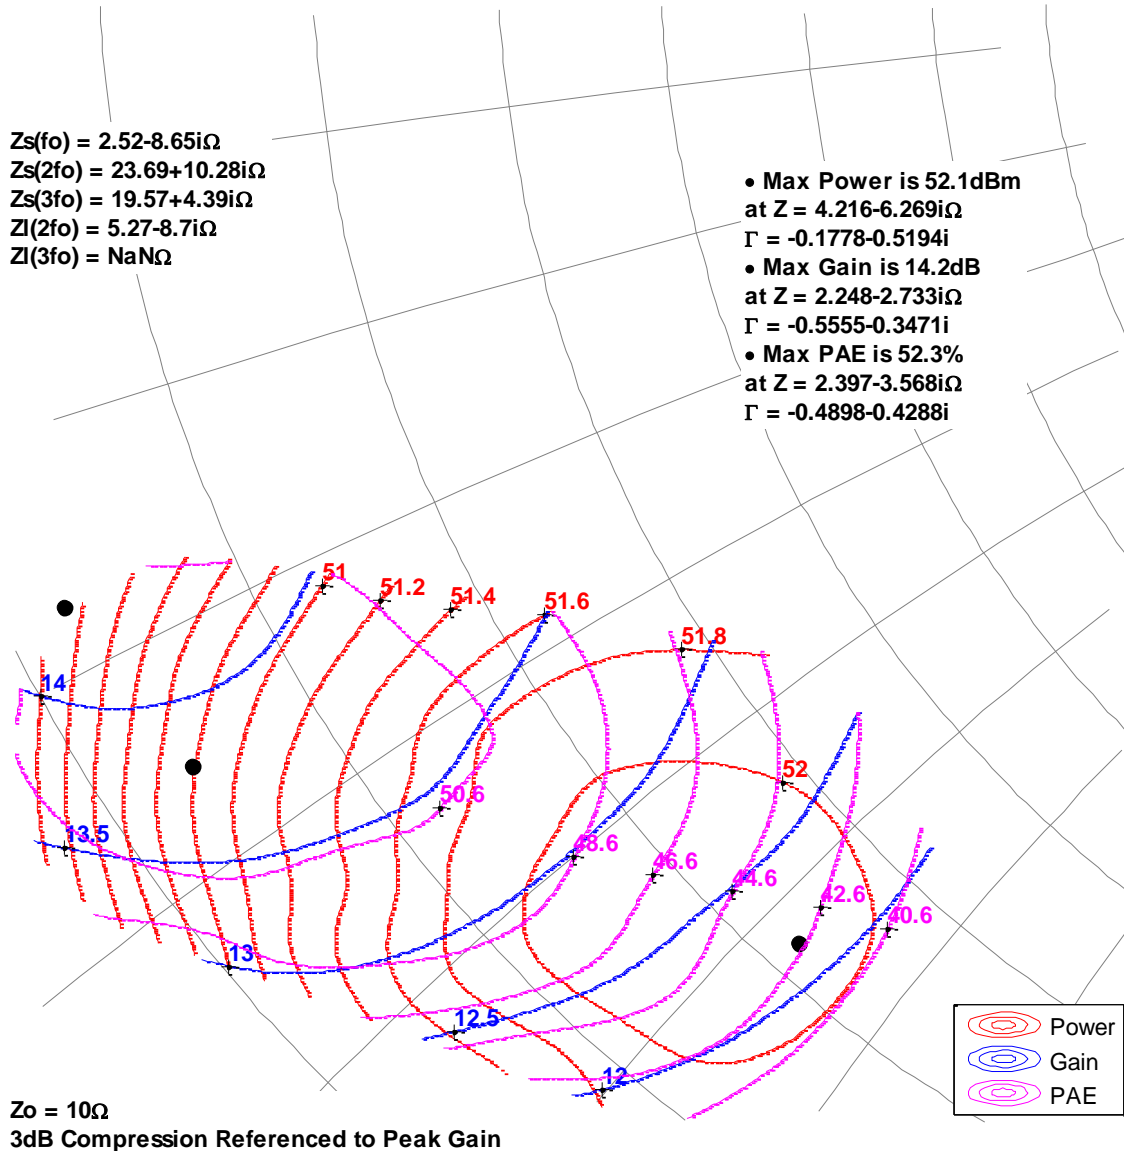 Zs(fo) = 2.52-8.65iΩ
Zs(2fo) = 23.69+10.28iΩ
Zs(3fo) = 19.57+4.39iΩ
Zl(2fo) = 5.27-8.7iΩ
Zl(3fo) = NaNΩ
• Max Power is 52.1dBm
at Z = 4.216-6.269iΩ
Γ = -0.1778-0.5194i
• Max Gain is 14.2dB
at Z = 2.248-2.733iΩ
Γ = -0.5555-0.3471i
• Max PAE is 52.3%
at Z = 2.397-3.568iΩ
Γ = -0.4898-0.4288i
51
51.2
51.4
51.6
51.8
14
52
50.6
13.5
48.6
46.6
44.6
42.6
40.6
13
12.5
12
Power
Gain
PAE
Zo = 10Ω
3dB Compression Referenced to Peak Gain